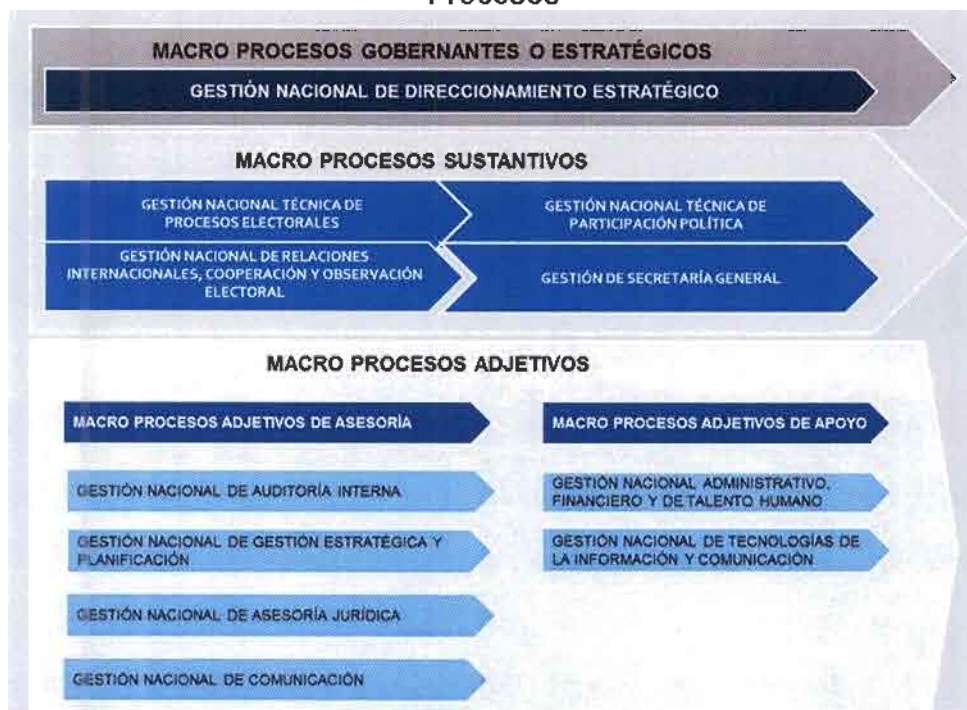 Procesos
MACRO PROCESOS GOBERNANTES O ESTRATÉGICOS
GESTIÓN NACIONAL DE DIRECCIONAMIENTO ESTRATÉGICO
MACRO PROCESOS SUSTANTIVOS
GESTIÓN NACIONAL TÉCNICA DE
PROCESOS ELECTORALES
GESTIÓN NACIONAL TÉCNICA DE
PARTICIPACIÓN POLÍTICA
GESTIÓN NACIONAL DE RELACIONES
INTERNACIONALES, COOPERACIÓN Y OBSERVACIÓN
ELECTORAL
GESTIÓN DE SECRETARÍA GENERAL
MACRO PROCESOS ADJETIVOS
MACRO PROCESOS ADJETIVOS DE ASESORÍA
GESTIÓN NACIONAL DE AUDITORÍA INTERNA
GESTIÓN NACIONAL DE GESTIÓN ESTRATÉGICA Y
PLANIFICACIÓN
GESTIÓN NACIONAL DE ASESORÍA JURÍDICA
GESTIÓN NACIONAL DE COMUNICACIÓN
MACRO PROCESOS ADJETIVOS DE APOYO
GESTIÓN NACIONAL ADMINISTRATIVO,
FINANCIERO Y DE TALENTO HUMANO
GESTIÓN NACIONAL DE TECNOLOGÍAS DE
LA INFORMACIÓN Y COMUNICACIÓN